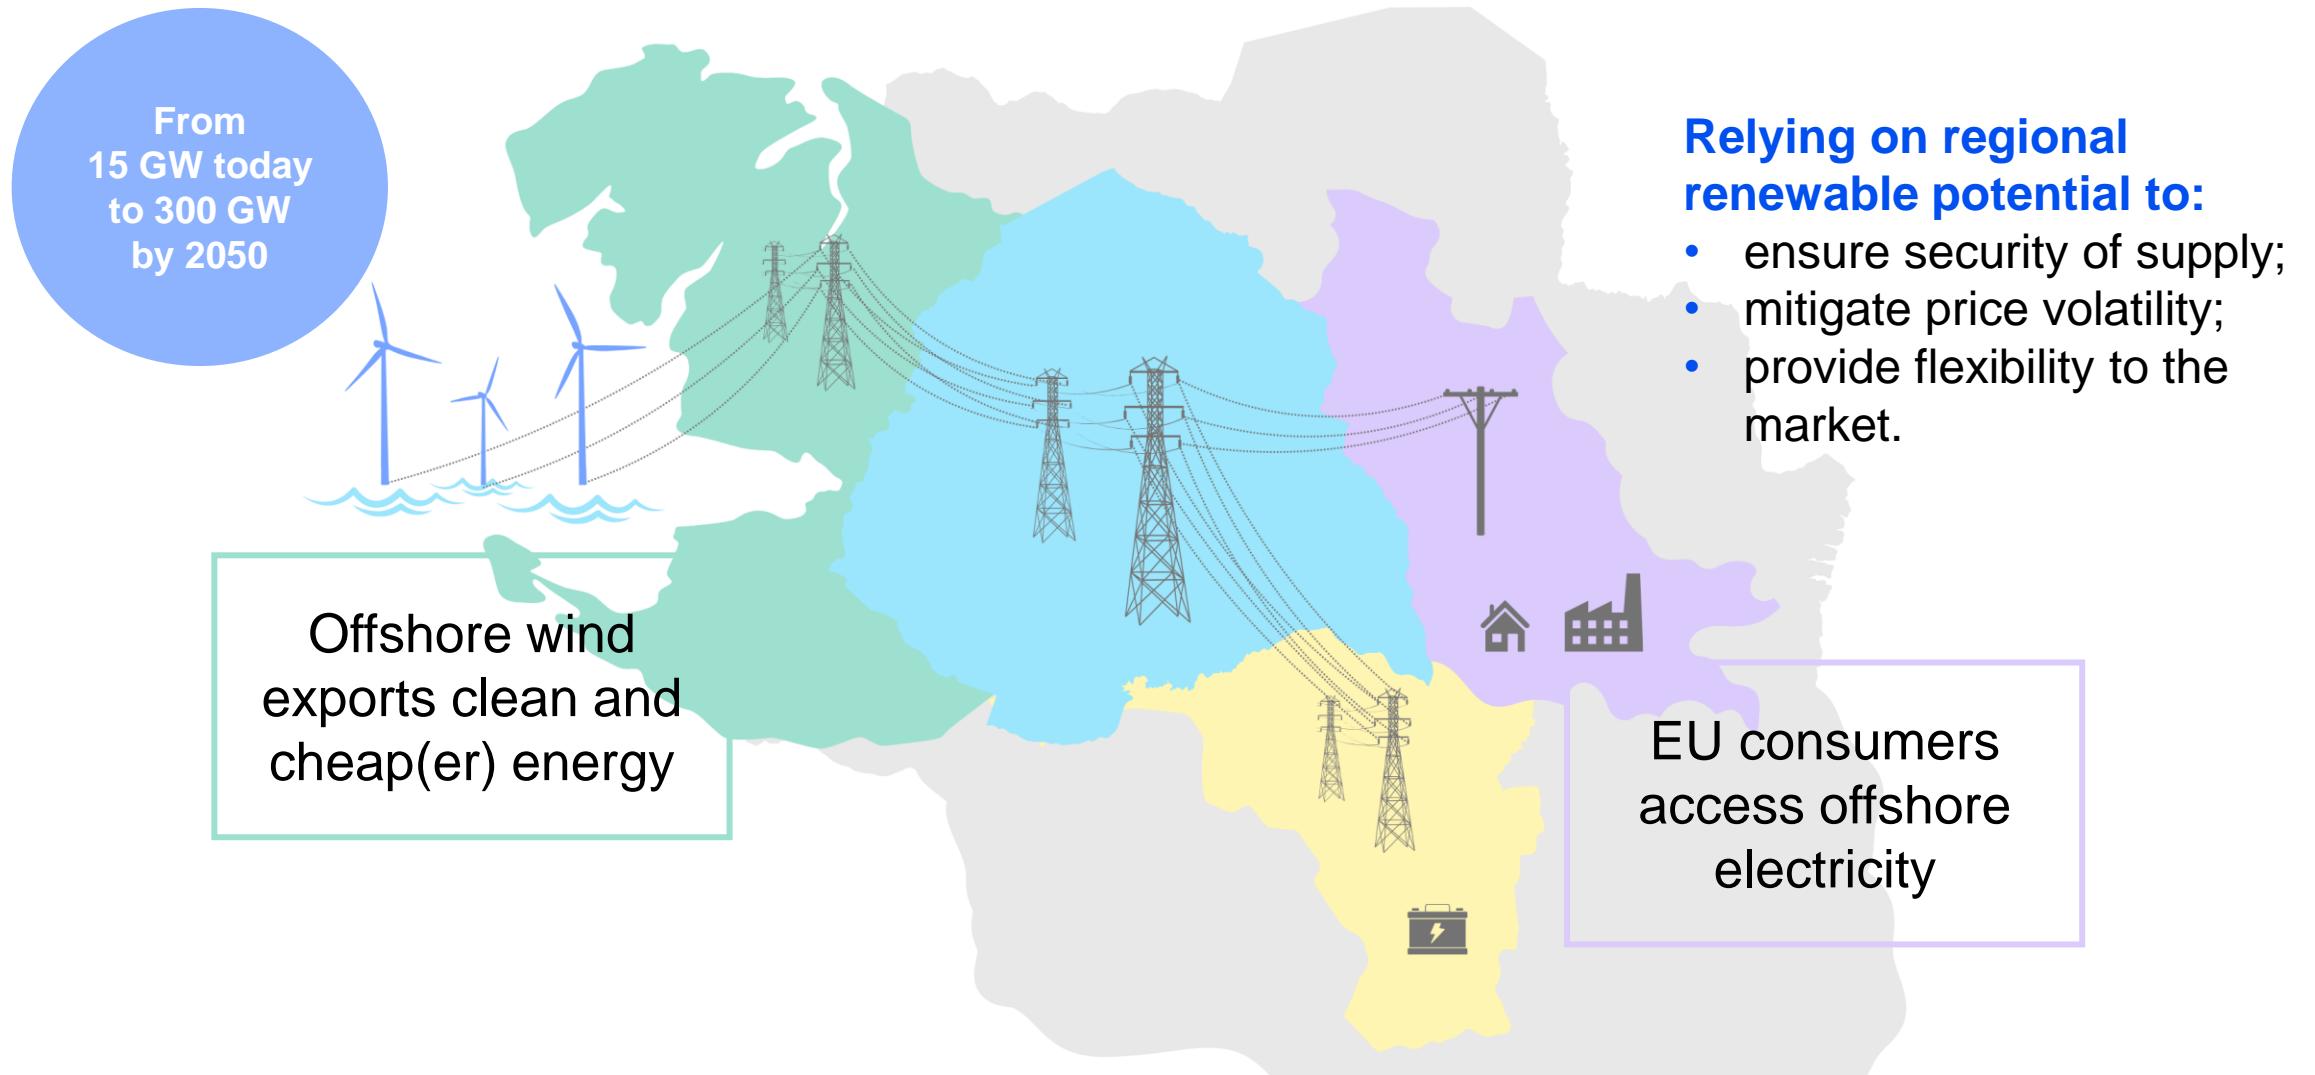 From
15 GW today
to 300 GW
by 2050
Relying on regional
renewable potential to:
• ensure security of supply;
• mitigate price volatility;
• provide flexibility to the
market.
Offshore wind
exports clean and
cheap(er) energy
EU consumers
access offshore
electricity